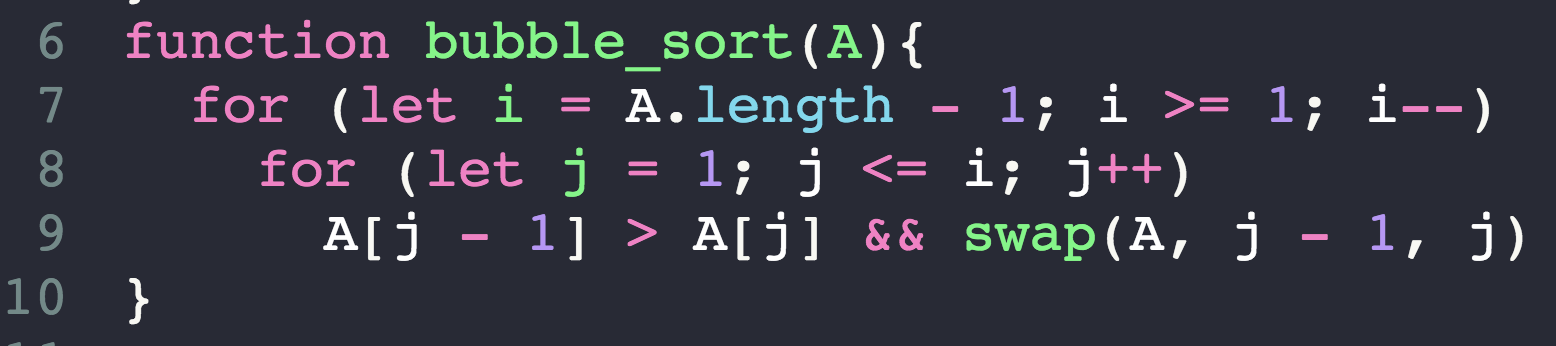 6 function bubble_sort(A){
7   for (let i = A.length - 1; i >= 1; i--)
8     for (let j = 1; j <= i; j++)
9       A[j - 1] > A[j] && swap(A, j - 1, j)
10 }